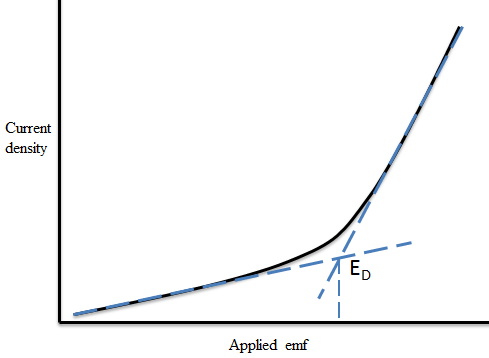 Current
density
E_D
Applied emf